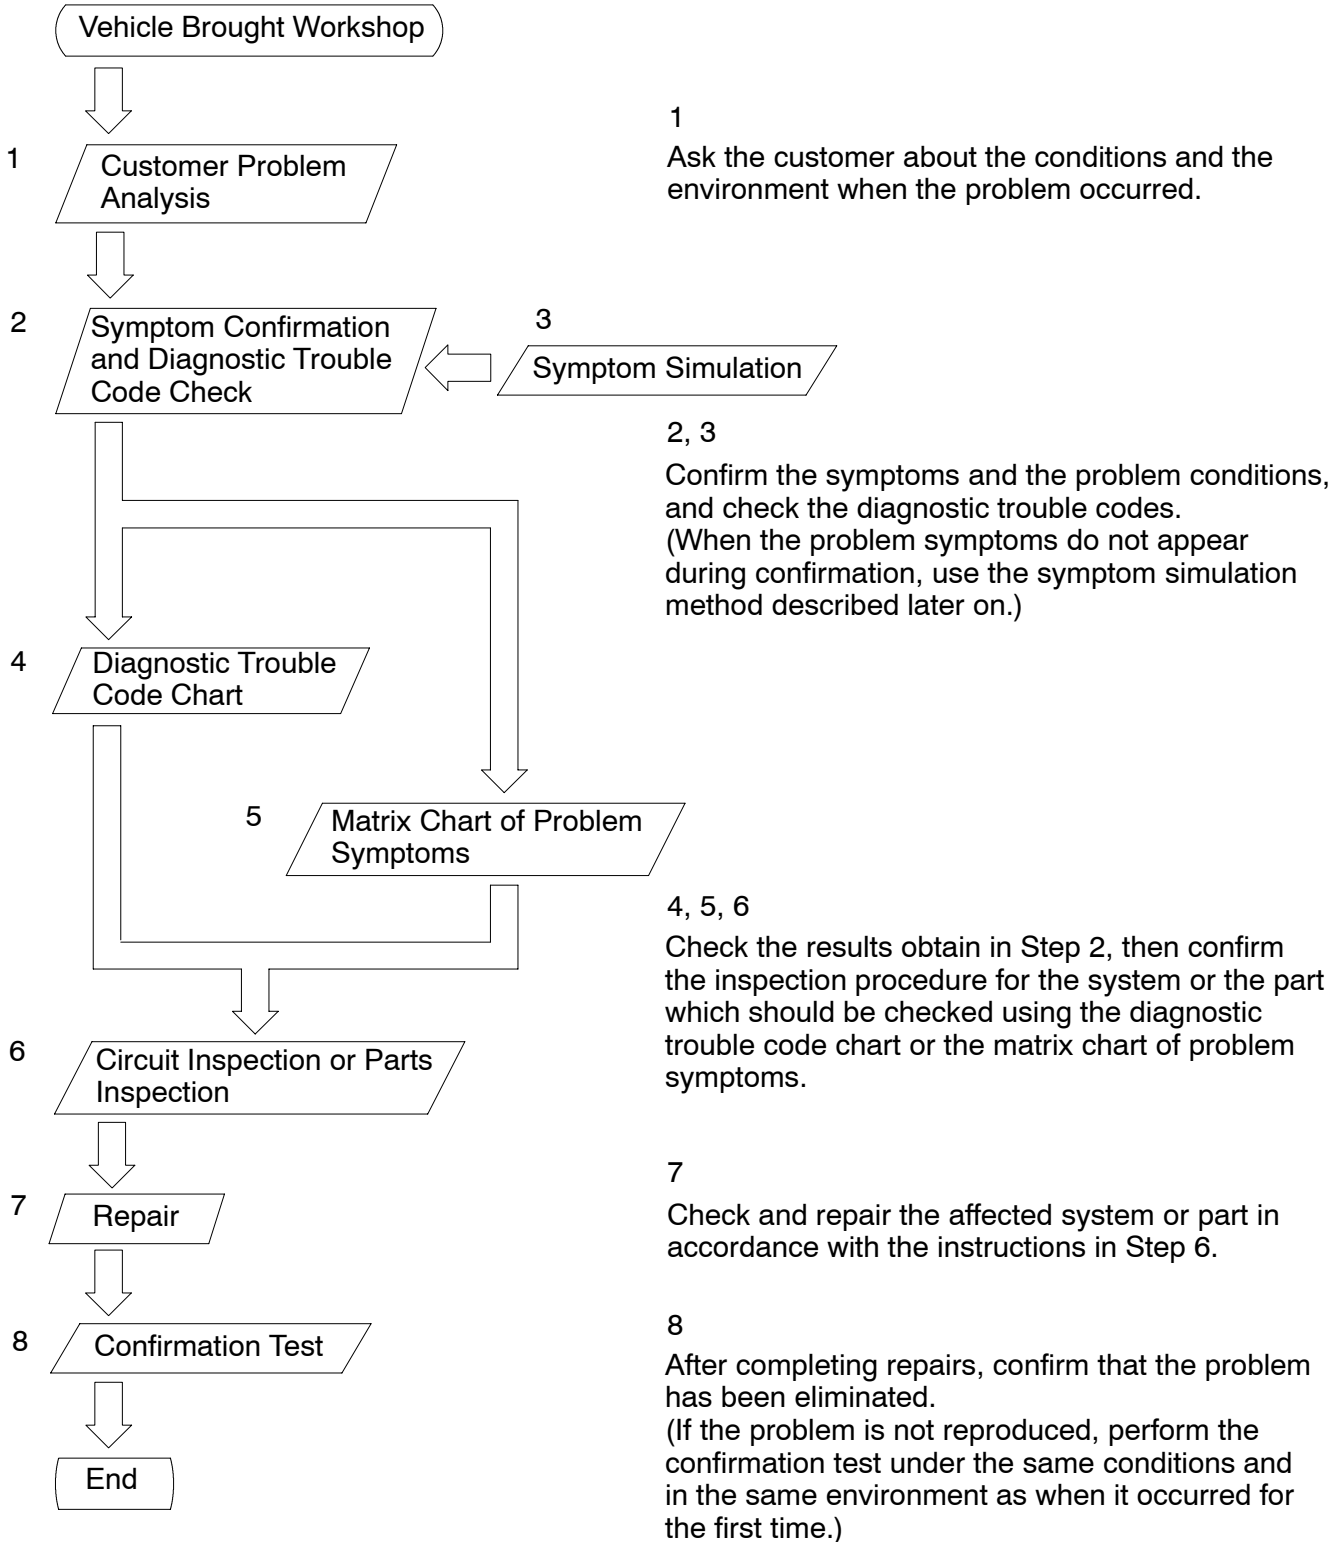 Vehicle Brought Workshop
1
Customer Problem
Analysis
1
Ask the customer about the conditions and the
environment when the problem occurred.
2
Symptom Confirmation
and Diagnostic Trouble
Code Check
3
Symptom Simulation
2, 3
Confirm the symptoms and the problem conditions,
and check the diagnostic trouble codes.
(When the problem symptoms do not appear
during confirmation, use the symptom simulation
method described later on.)
4
Diagnostic Trouble
Code Chart
5
Matrix Chart of Problem
Symptoms
4, 5, 6
Check the results obtain in Step 2, then confirm
the inspection procedure for the system or the part
which should be checked using the diagnostic
trouble code chart or the matrix chart of problem
symptoms.
6
Circuit Inspection or Parts
Inspection
7
Repair
7
Check and repair the affected system or part in
accordance with the instructions in Step 6.
8
Confirmation Test
8
After completing repairs, confirm that the problem
has been eliminated.
(If the problem is not reproduced, perform the
confirmation test under the same conditions and
in the same environment as when it occurred for
the first time.)
End